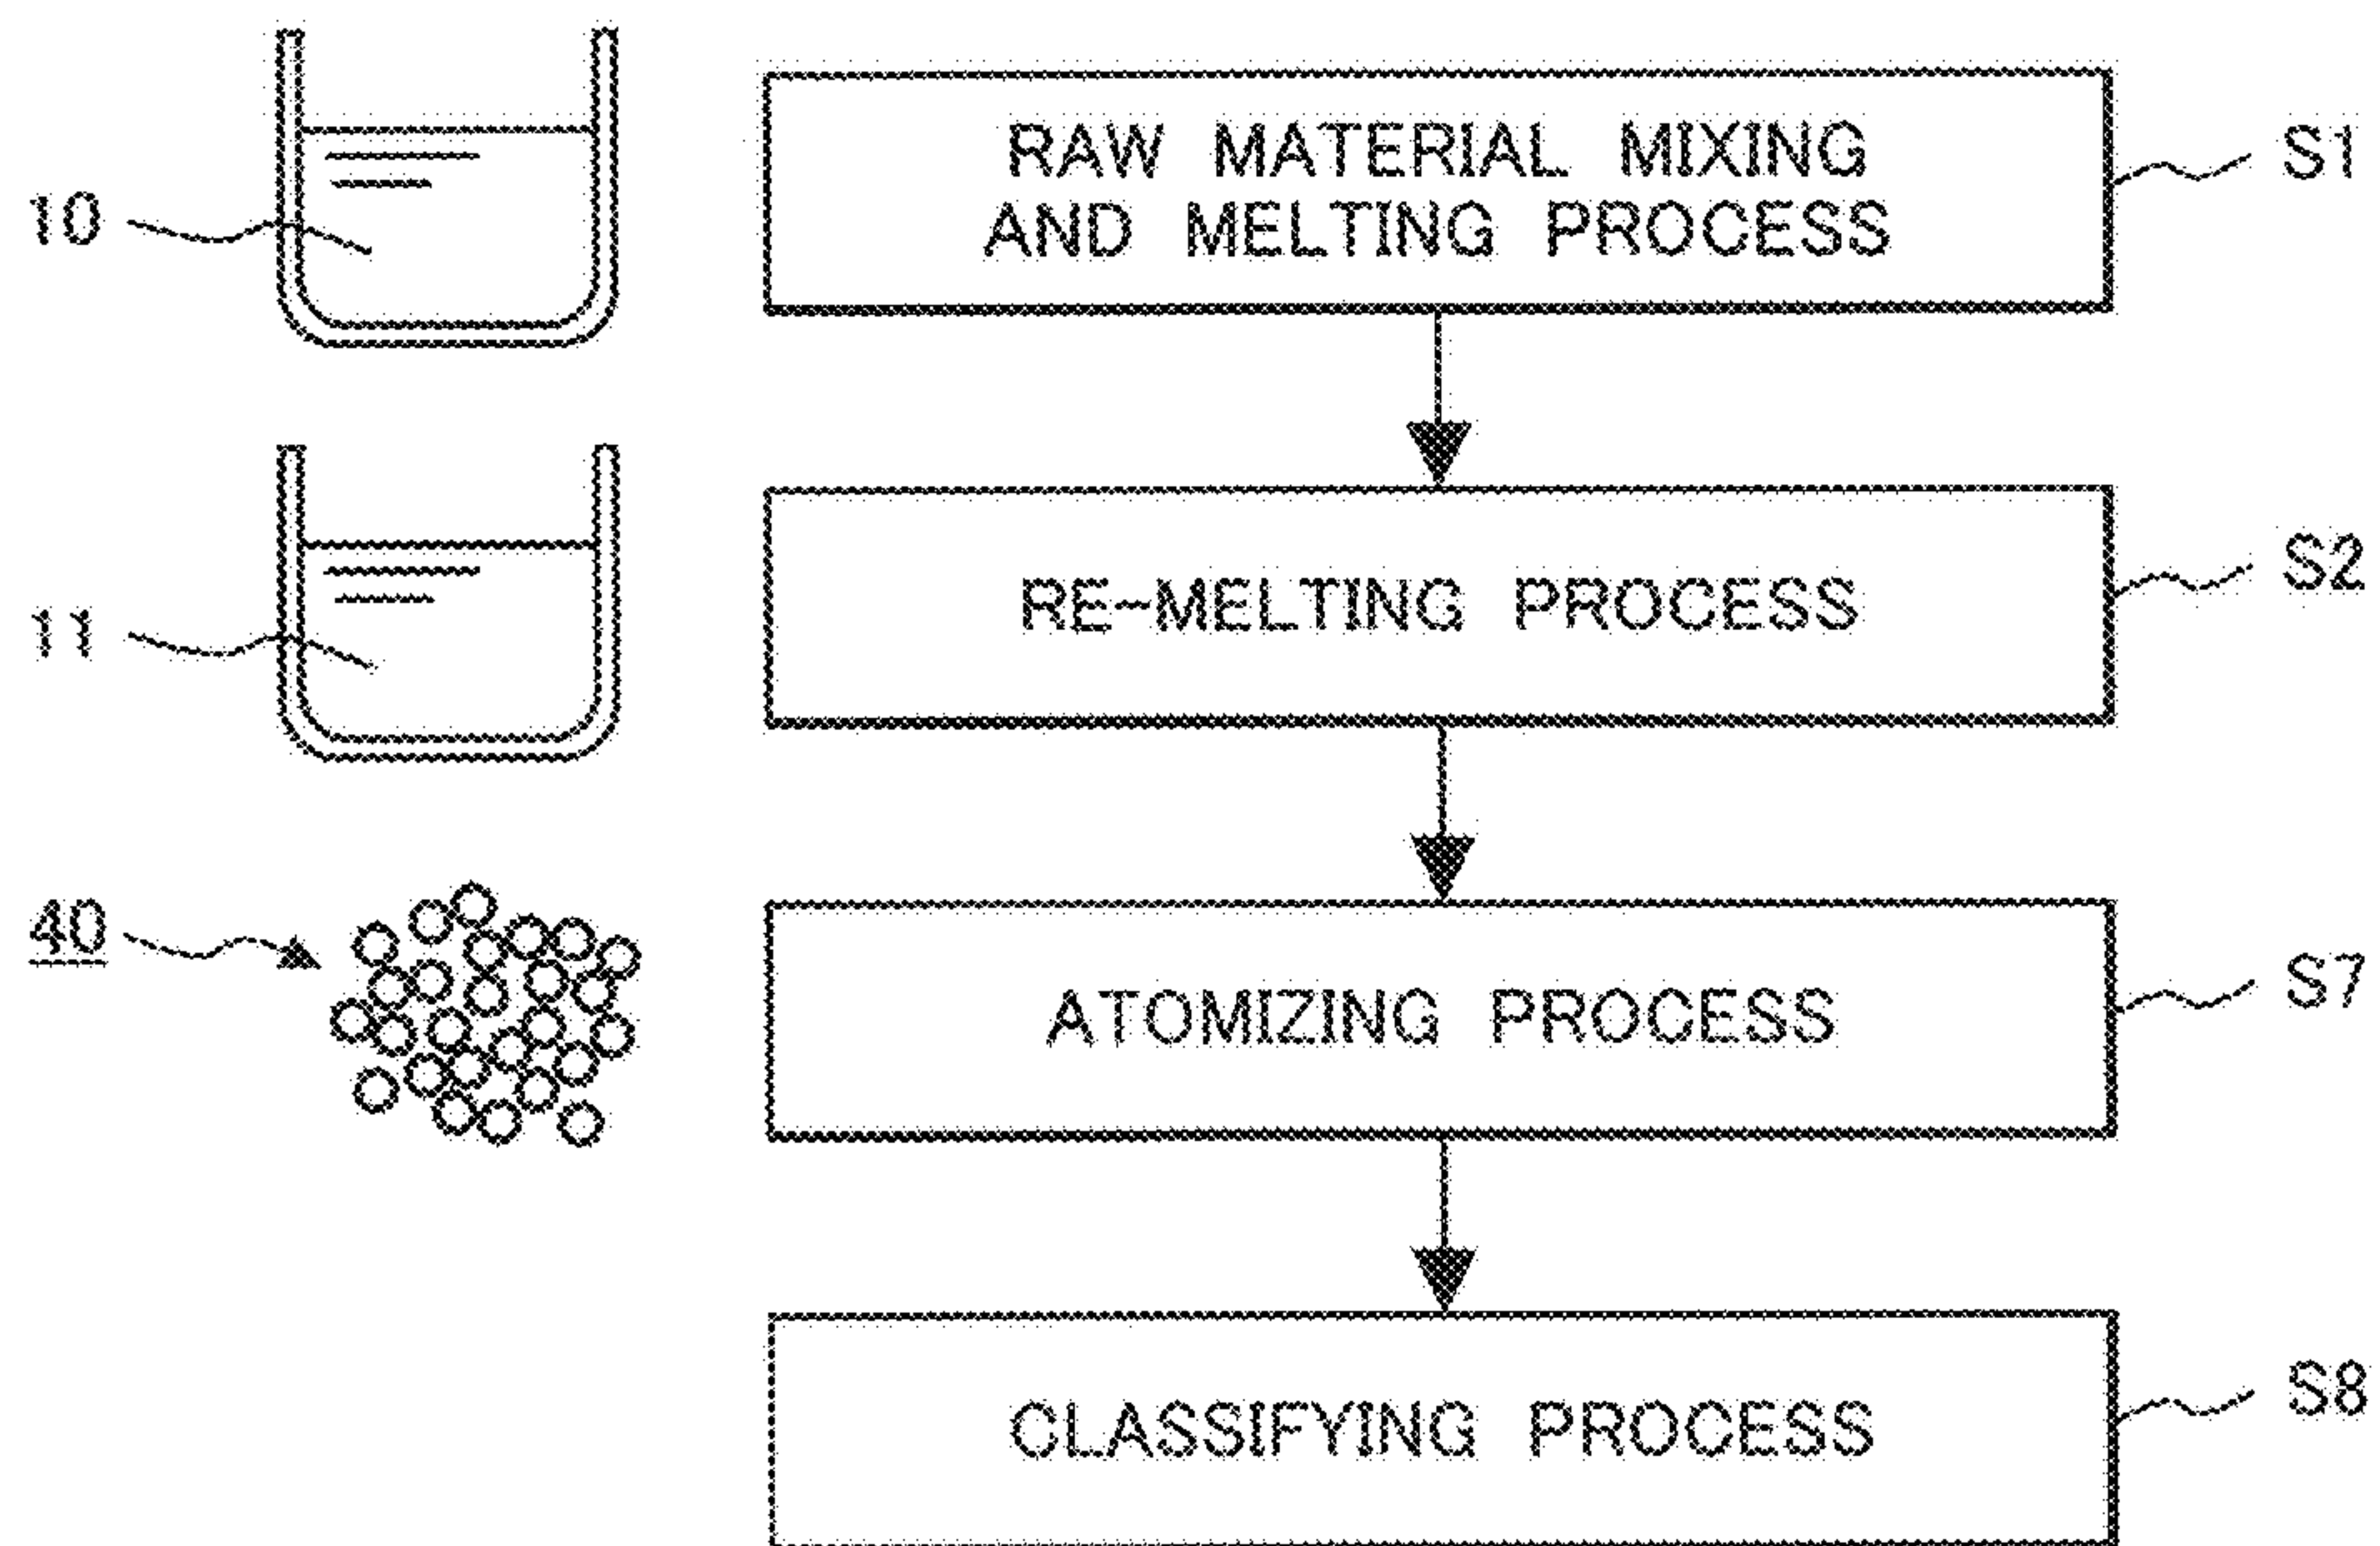 RAW MATERIAL MIXING
AND MELTING PROCESS
S1
10
RE-MELTING PROCESS
S2
11
40
ATOMIZING PROCESS
S7
CLASSIFYING PROCESS
S8